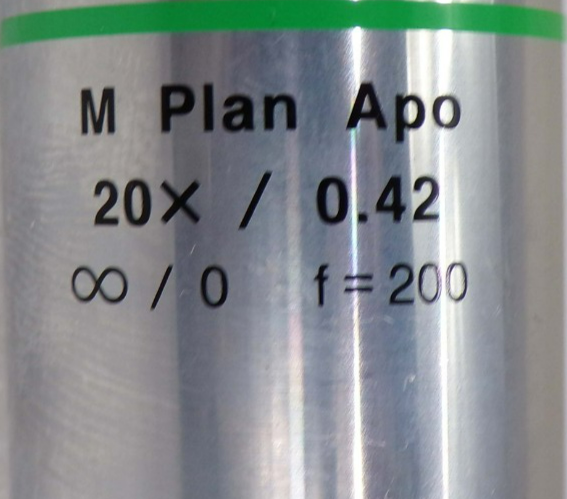 M Plan Apo
20× / 0.42
∞ / 0 f = 200